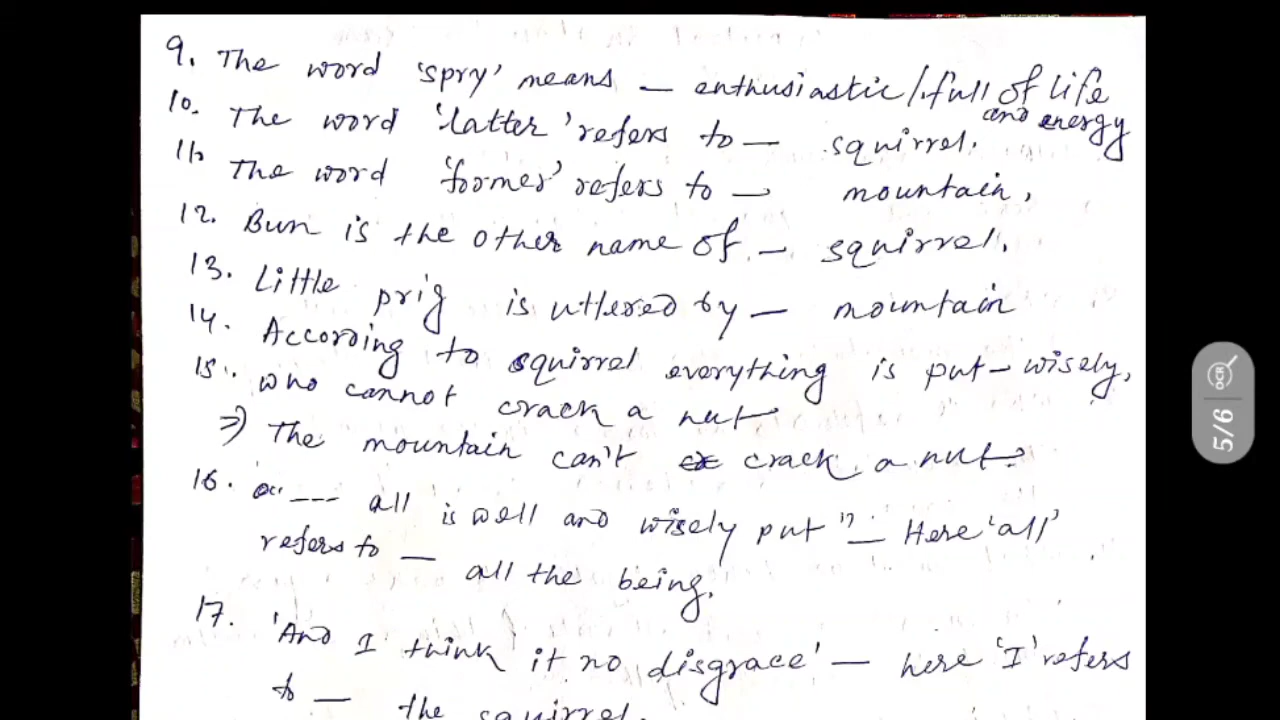 9. The word 'spry' means – enthusiastic/full of life and energy
10. The word 'latter' refers to – squirrel.
11. The word 'former' refers to – mountain.
12. Bun is the other name of – squirrel.
13. Little prig is uttered by – mountain
14. According to squirrel everything is put – wisely,
15. who cannot crack a nut
⇒) The mountain can't crack a nut.
16. "--- all is well and wisely put" – Here 'all'
refers to – all the being.
17. 'And I think it no disgrace' – here 'I' refers
to – the squirrel.
OCR
5/6